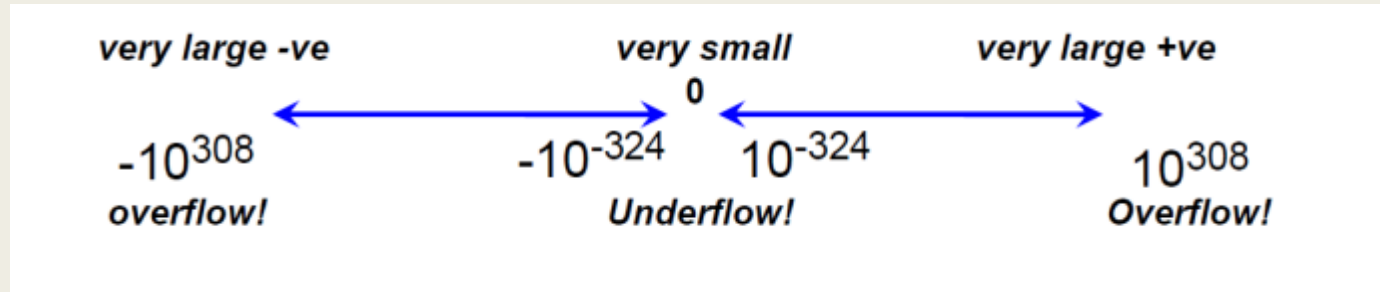 very large -ve very small very large +ve
0
-10^308 -10^-324 10^-324 10^308
overflow! Underflow! Overflow!